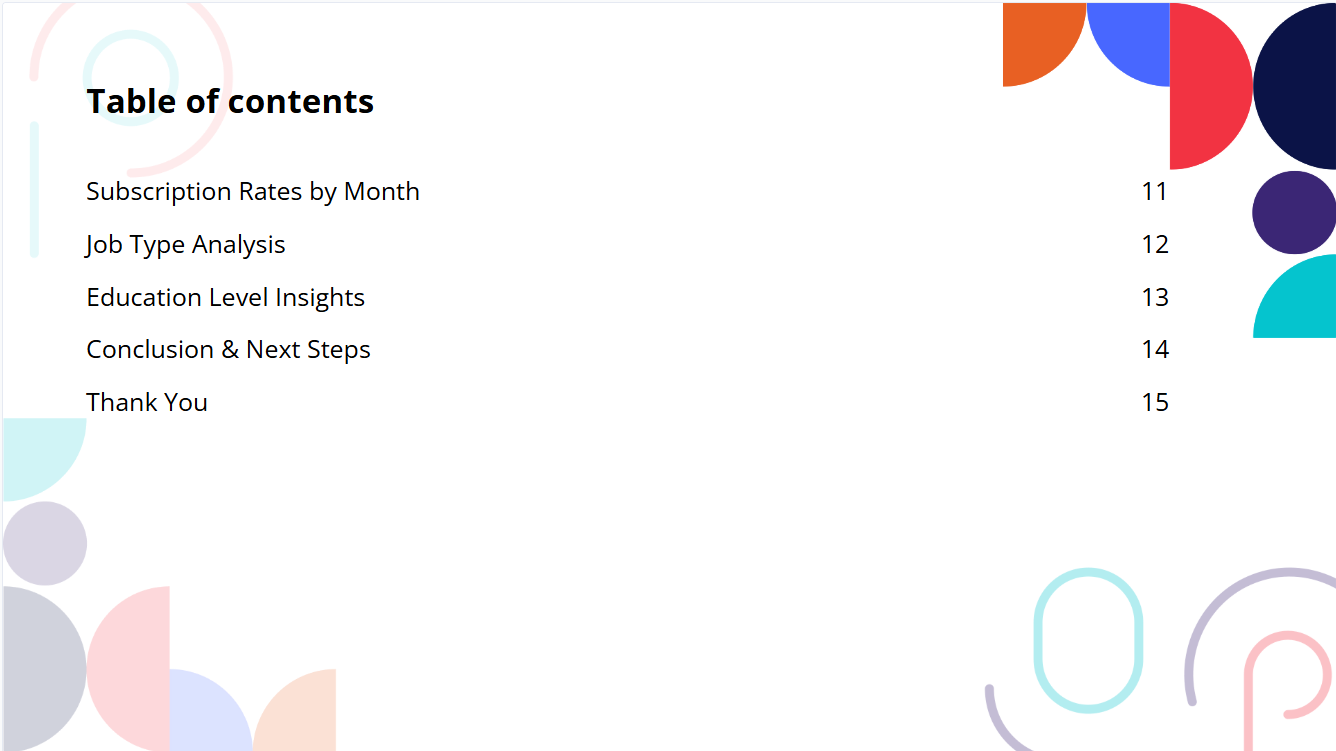 Table of contents
Subscription Rates by Month 11
Job Type Analysis 12
Education Level Insights 13
Conclusion & Next Steps 14
Thank You 15